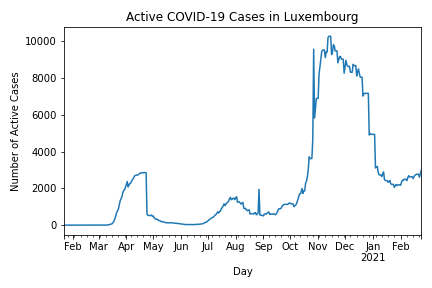 Active COVID-19 Cases in Luxembourg
Number of Active Cases
10000
8000
6000
4000
2000
0
Feb Mar Apr May Jun Jul Aug Sep Oct Nov Dec Jan Feb
2021
Day